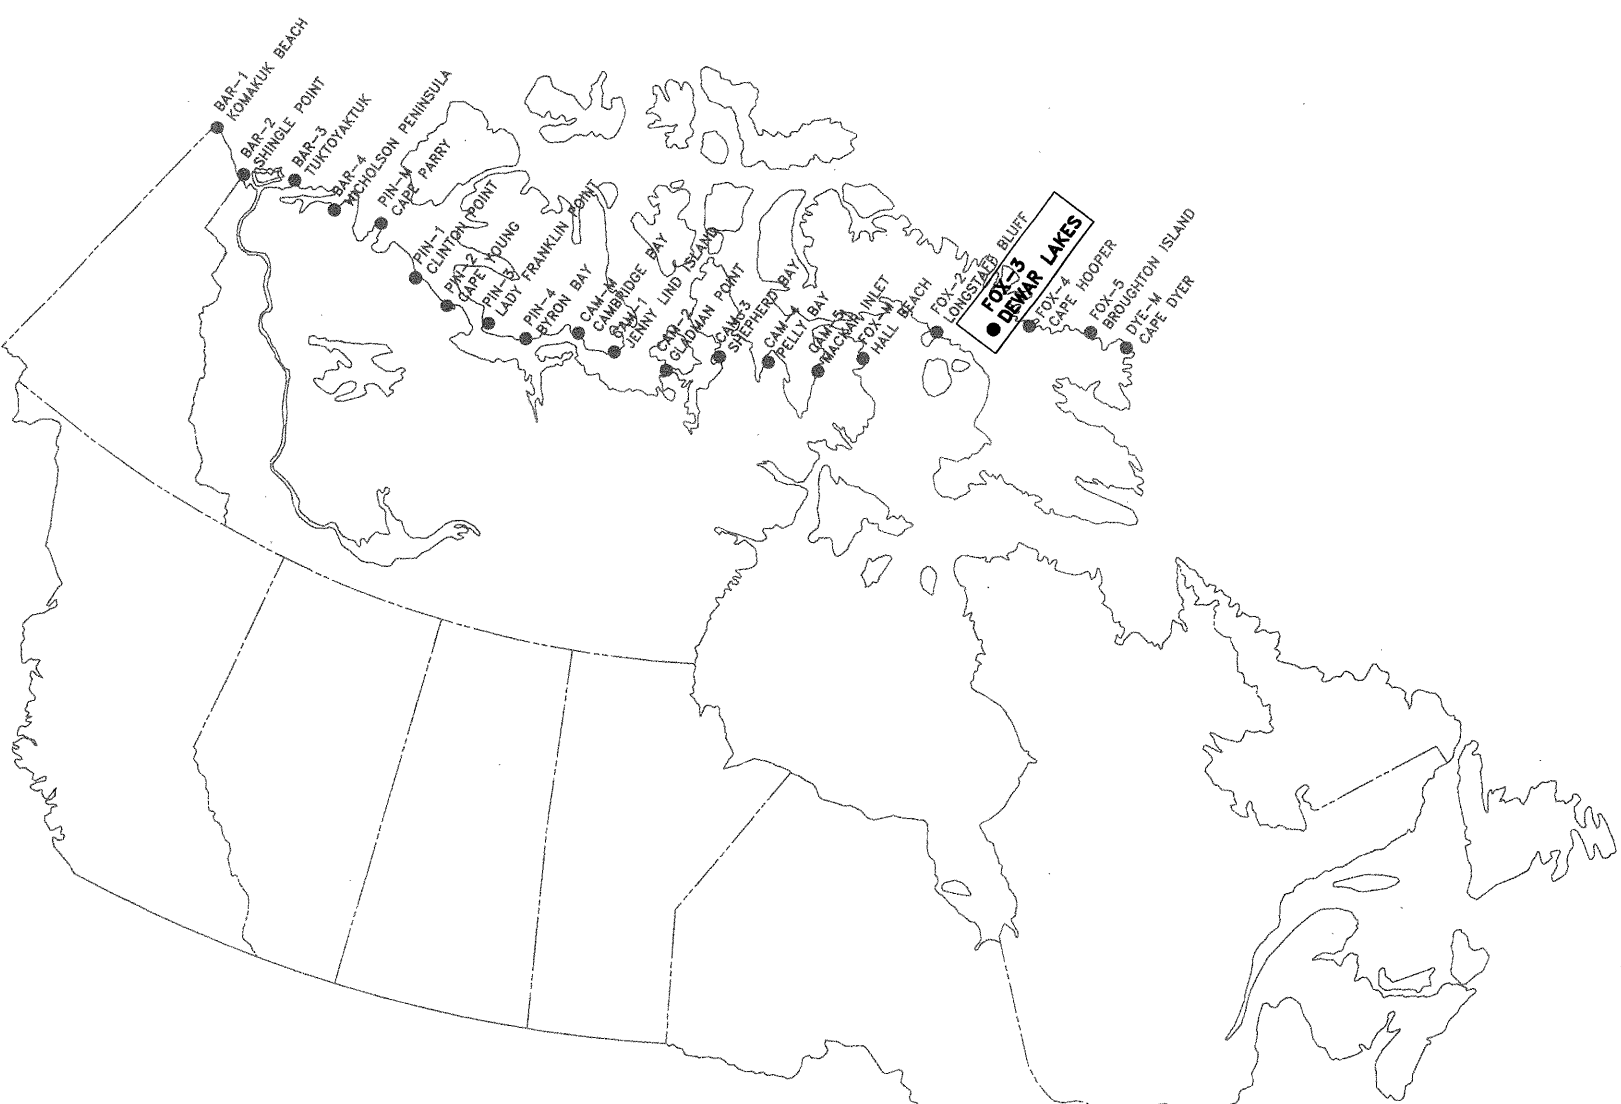 BAR-1
KOMAKUK BEACH
BAR-2
SHINGLE POINT
BAR-3
TUKTOYAKTUK
BAR-4
NICHOLSON PENINSULA
PIN-M
CAPE PARRY
PIN-1
CLINTON POINT
PIN-2
CAPE YOUNG
PIN-3
LADY FRANKLIN POINT
PIN-4
BYRON BAY
CAM-M
CAMBRIDGE BAY
CAM-1
JENNY LIND ISLAND
CAM-2
GLADMAN POINT
CAM-3
SHEPHERD BAY
CAM-4
PELLY BAY
CAM-5
MACKAR INLET
FOX-M
HALL BEACH
FOX-2
LONGSTAFF BLUFF
FOX-3
DEWAR LAKES
FOX-4
CAPE HOOPER
FOX-5
BROUGHTON ISLAND
DYE-M
CAPE DYER